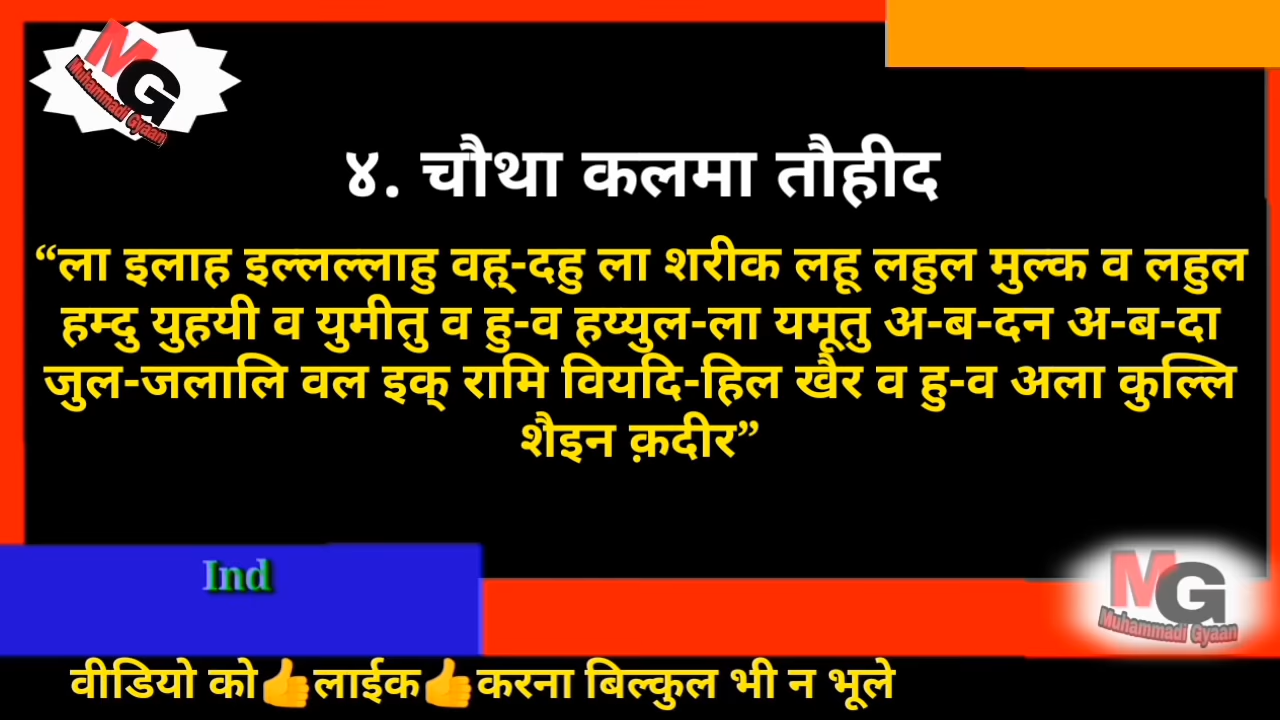 MG
Muhammadi Gyaan
४. चौथा कलमा तौहीद
“ला इलाह इल्लल्लाहु वह्-दहु ला शरीक लहू लहुल मुल्क व लहुल
हम्दु युहयी व युमीतु व हु-व हय्युल-ला यमूतु अ-ब-दन अ-ब-दा
जुल-जलालि वल इक् रामि वियदि-हिल खैर व हु-व अला कुल्लि
शैइन क़दीर”
Ind
MG
Muhammadi Gyaan
वीडियो को👍लाईक👍करना बिल्कुल भी न भूले